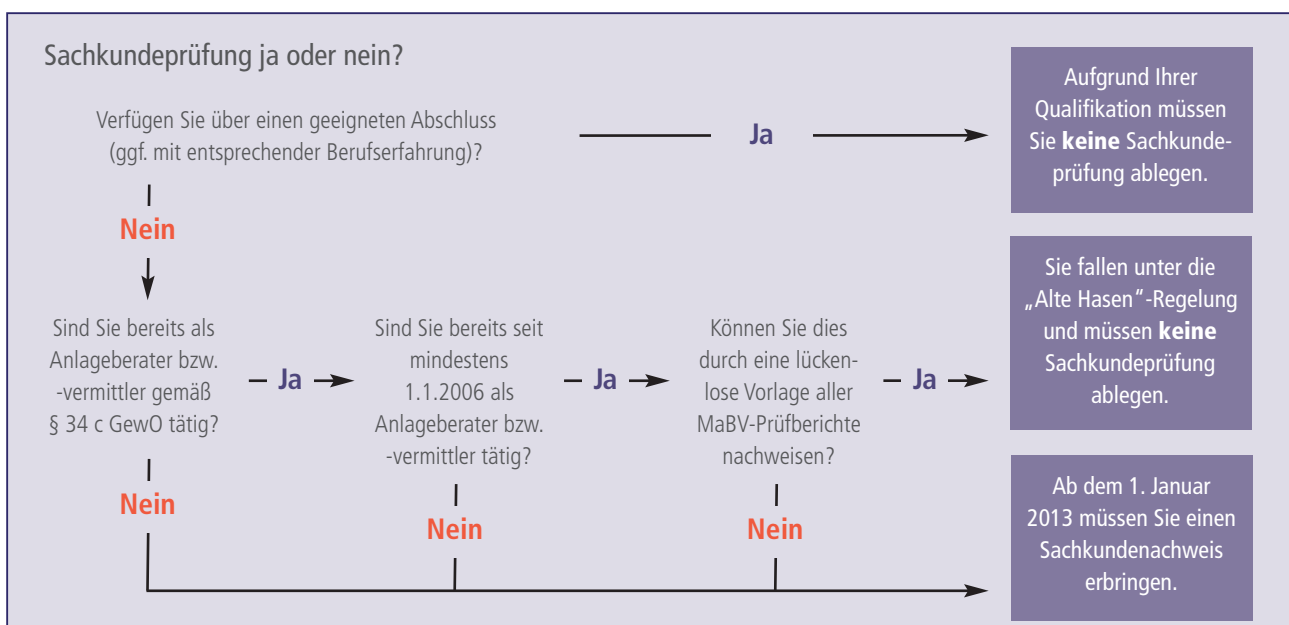 Sachkundeprüfung ja oder nein?
Verfügen Sie über einen geeigneten Abschluss
(ggf. mit entsprechender Berufserfahrung)?
Ja
Aufgrund Ihrer
Qualifikation müssen
Sie keine Sachkunde-
prüfung ablegen.
Nein
Sind Sie bereits als
Anlageberater bzw.
-vermittler gemäß
§ 34 c GewO tätig?
Ja
Sind Sie bereits seit
mindestens
1.1.2006 als
Anlageberater bzw.
-vermittler tätig?
Ja
Können Sie dies
durch eine lücken-
lose Vorlage aller
MaBV-Prüfberichte
nachweisen?
Ja
Sie fallen unter die
„Alte Hasen"-Regelung
und müssen keine
Sachkundeprüfung
ablegen.
Nein
Nein
Nein
Ab dem 1. Januar
2013 müssen Sie einen
Sachkundenachweis
erbringen.